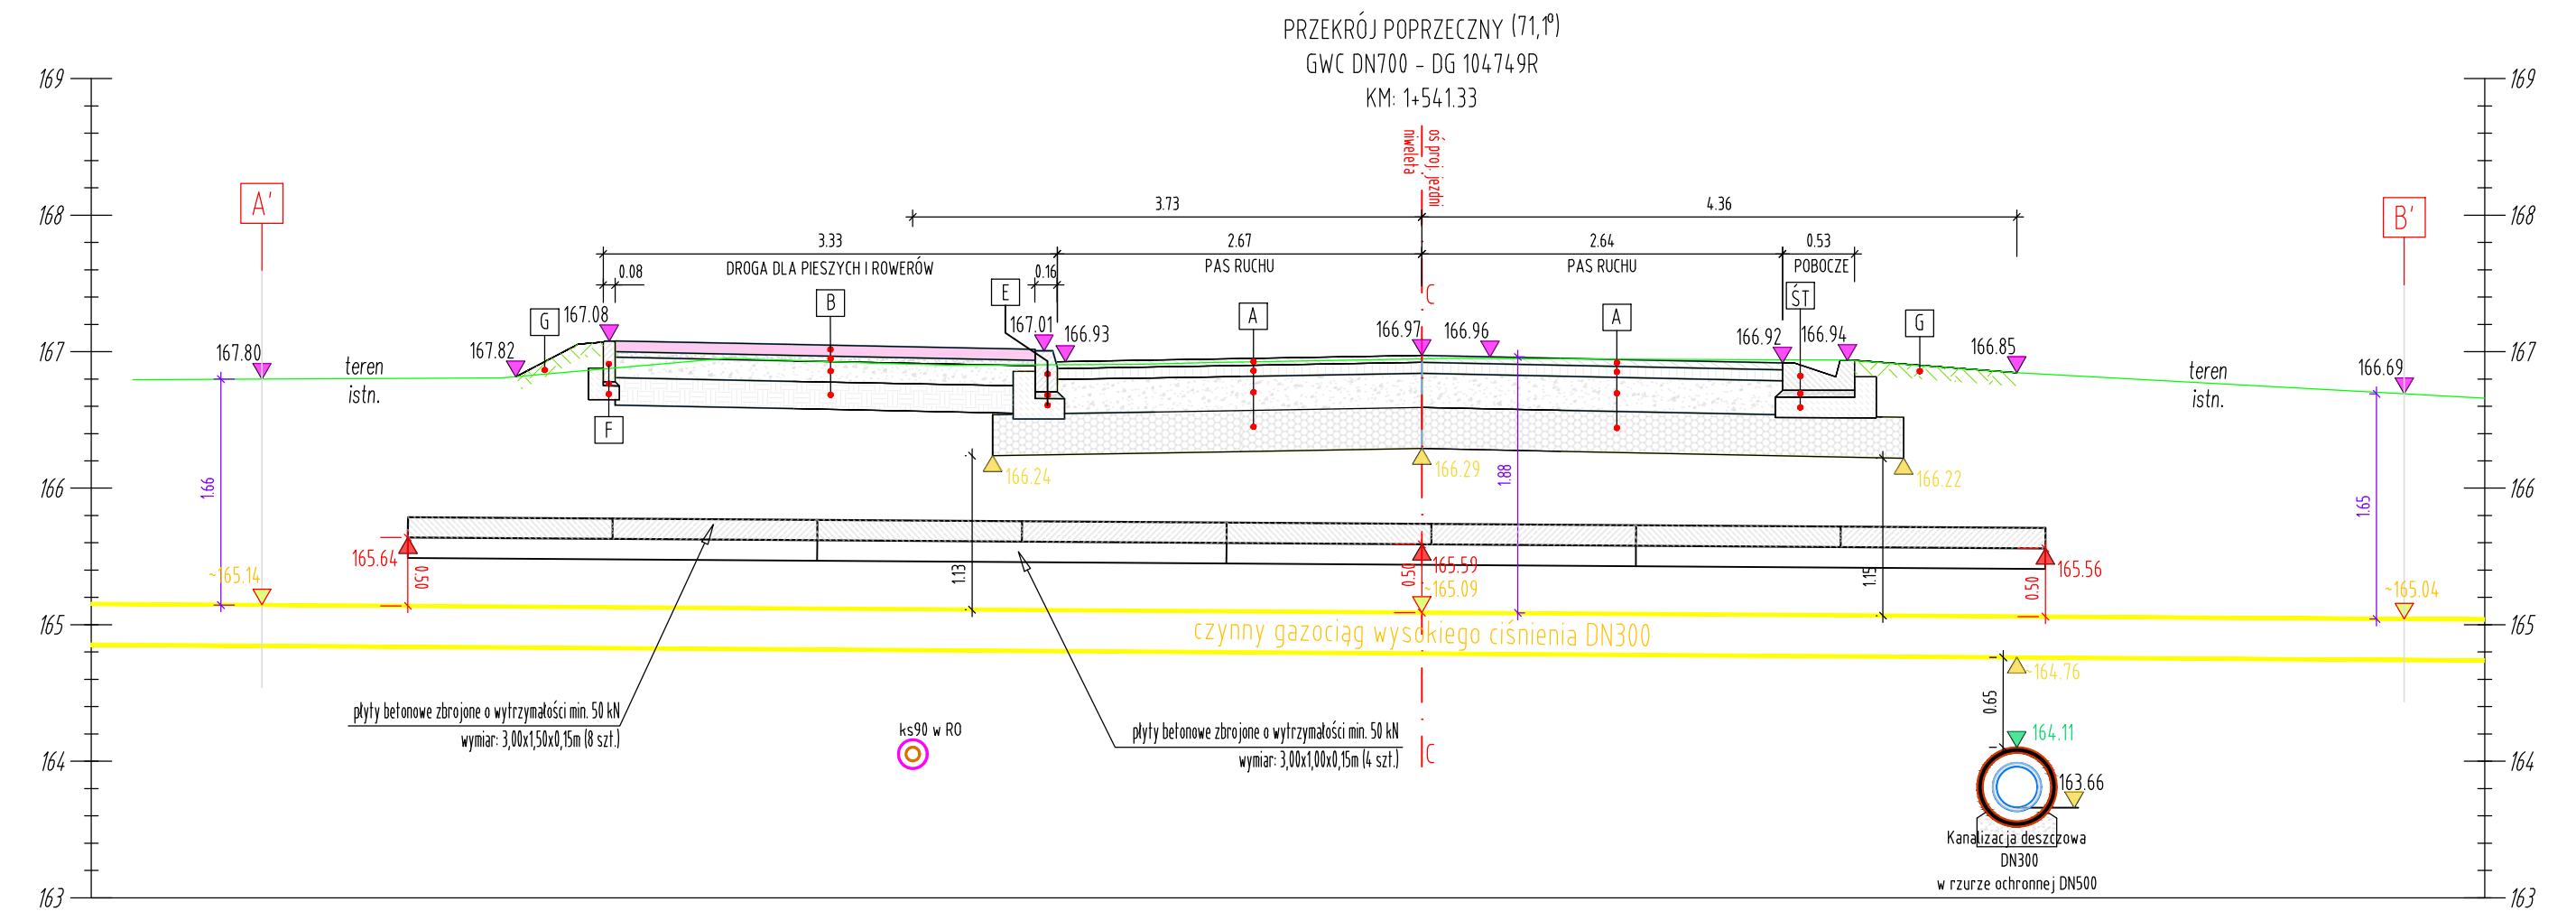 PRZEKRÓJ POPRZECZNY (71,1º)
GWC DN700 - DG 104749R
KM: 1+541.33
169
169
168
168
167
167
166
166
165
165
164
164
163
163
A'
B'
oś proj. jezdni
niweleta
3.73
4.36
3.33
2.67
2.64
0.53
DROGA DLA PIESZYCH I ROWERÓW
PAS RUCHU
PAS RUCHU
POBOCZE
0.08
0.16
C
G
B
E
A
A
ŚT
G
F
167.80
167.82
167.08
167.01
166.93
166.97
166.96
166.92
166.94
166.85
166.69
teren
istn.
teren
istn.
166.24
166.29
166.22
1.66
1.88
1.65
165.64
0.50
1.13
0.50
165.59
~165.09
1.15
0.50
165.56
~165.14
~165.04
czynny gazociąg wysokiego ciśnienia DN300
~164.76
0.65
164.11
163.66
płyty betonowe zbrojone o wytrzymałości min. 50 kN
wymiar: 3,00x1,50x0,15m (8 szt.)
ks90 w RO
płyty betonowe zbrojone o wytrzymałości min. 50 kN
wymiar: 3,00x1,00x0,15m (4 szt.)
C
Kanalizacja deszczowa
DN300
w rzurze ochronnej DN500